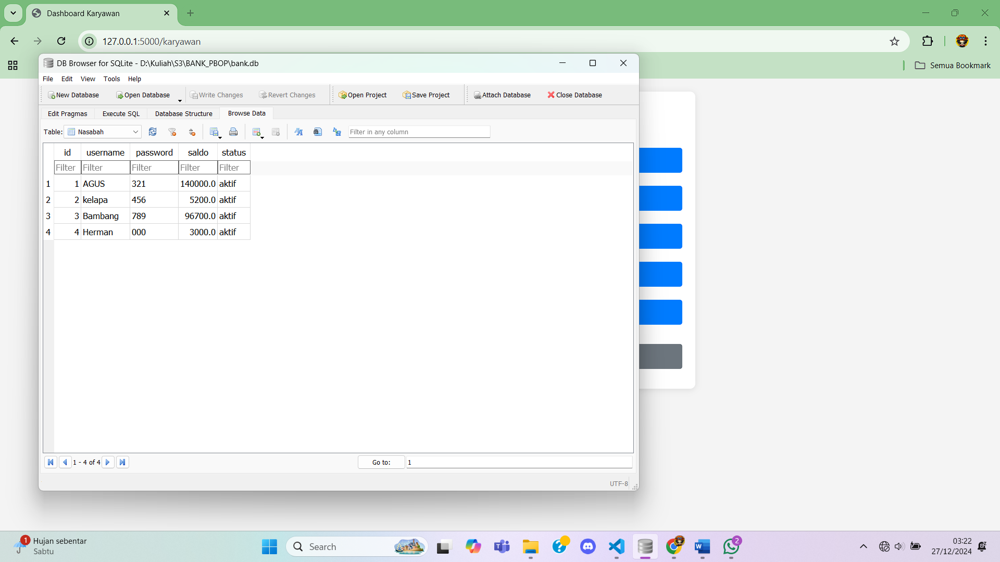 Dashboard Karyawan
127.0.0.1:5000/karyawan
Semua Bookmark
DB Browser for SQLite - D:\Kuliah\S3\BANK_PBOP\bank.db
File Edit View Tools Help
New Database Open Database Write Changes Revert Changes Open Project Save Project Attach Database Close Database
Edit Pragmas Execute SQL Database Structure Browse Data
Table: Nasabah Filter in any column
id username password saldo status
Filter Filter Filter Filter Filter
1 1 AGUS 321 140000.0 aktif
2 2 kelapa 456 5200.0 aktif
3 3 Bambang 789 96700.0 aktif
4 4 Herman 000 3000.0 aktif
1 - 4 of 4 Go to: 1
UTF-8
1 Hujan sebentar
Sabtu
Search
2
03:22
27/12/2024